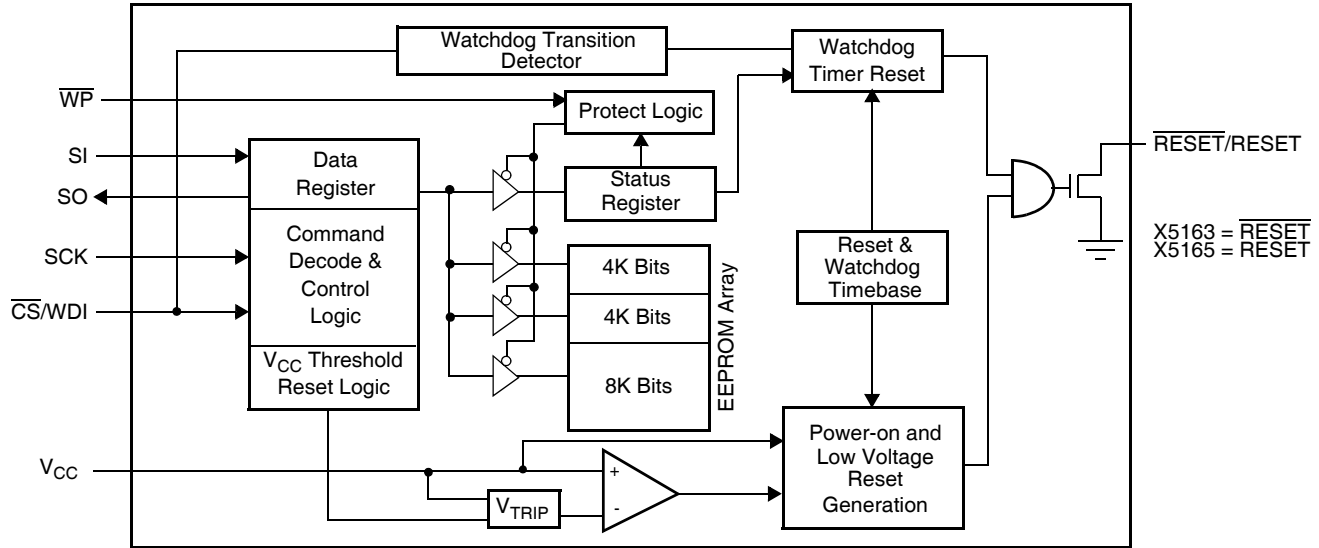 Watchdog Transition
Detector
Watchdog
Timer Reset
WP
Protect Logic
SI
Data
Register
SO
Status
Register
RESET/RESET
Command
Decode &
Control
Logic
SCK
CS/WDI
4K Bits
4K Bits
8K Bits
EEPROM Array
Reset &
Watchdog
Timebase
X5163 = RESET
X5165 = RESET
VCC Threshold
Reset Logic
VCC
+
-
VTRIP
Power-on and
Low Voltage
Reset
Generation